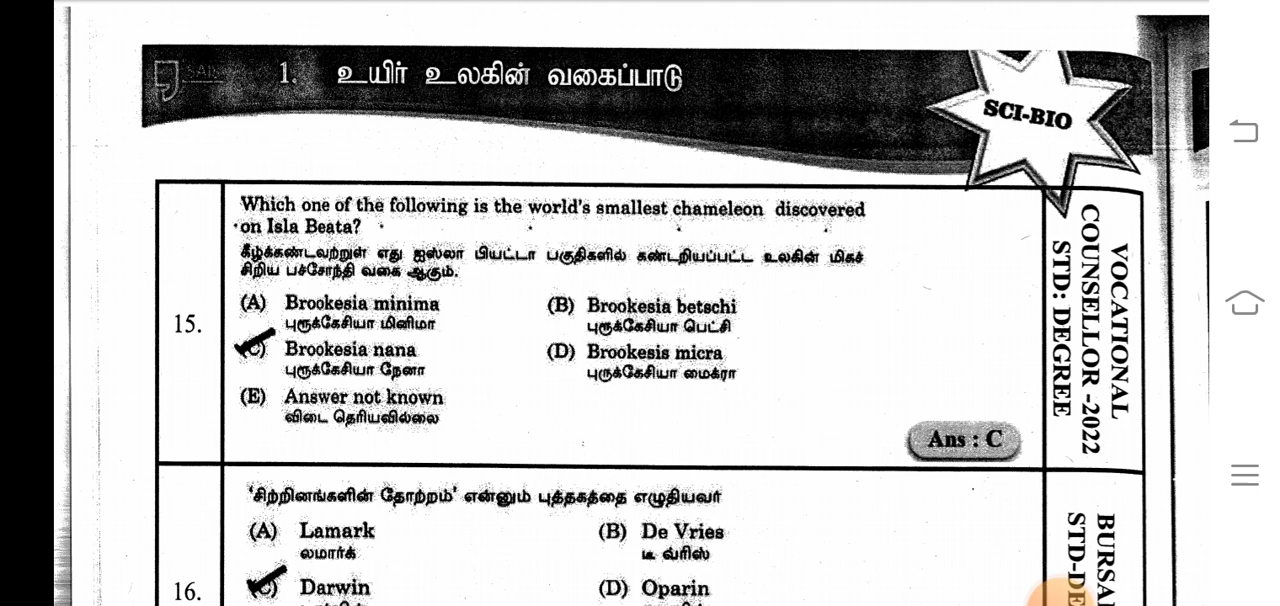 1. உயிர் உலகின் வகைப்பாடு
SCI-BIO
15.
Which one of the following is the world's smallest chameleon discovered
on Isla Beata?
கீழ்க்கண்டவற்றுள் எது ஐஸ்லா பியட்டா பகுதிகளில் கண்டறியப்பட்ட உலகின் மிகச்
சிறிய பச்சோந்தி வகை ஆகும்.
(A) Brookesia minima (B) Brookesia betschi
புரூக்கேசியா மினிமா புரூக்கேசியா பெட்சி
(C) Brookesia nana (D) Brookesis micra
புரூக்கேசியா நேனா புருக்கேசியா மைக்ரா
(E) Answer not known
விடை தெரியவில்லை
Ans : C
VOCATIONAL
COUNSELLOR -2022
STD: DEGREE
16.
'சிற்றினங்களின் தோற்றம்' என்னும் புத்தகத்தை எழுதியவர்
(A) Lamark (B) De Vries
லமார்க் டீ வ்ரிஸ்
(C) Darwin (D) Oparin